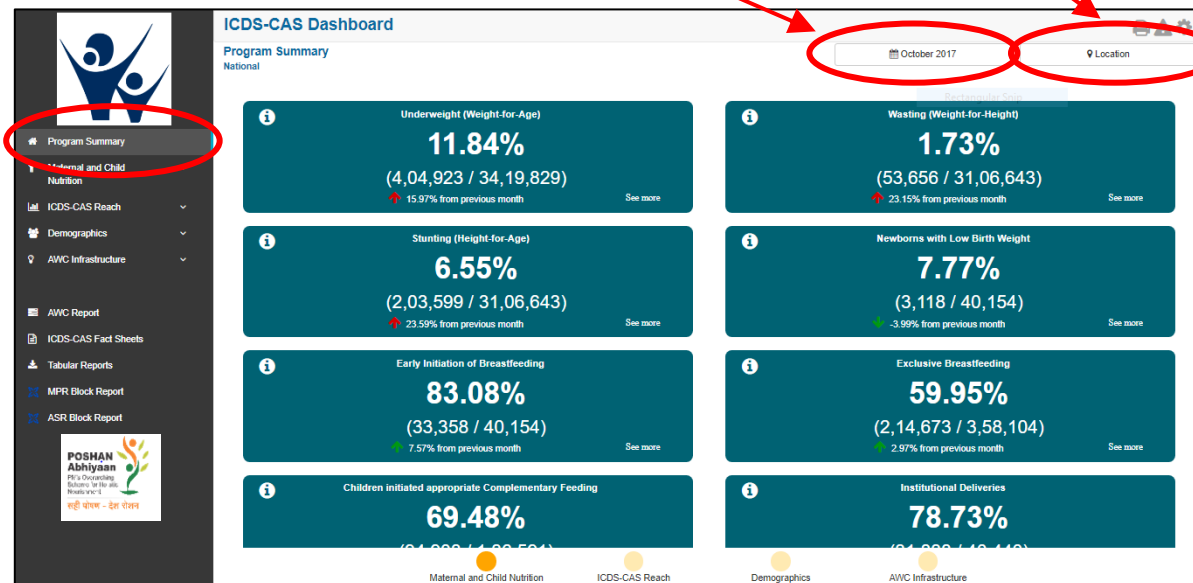 ICDS-CAS Dashboard
Program Summary
National
October 2017
Location
Rectangular Snip
Program Summary
Maternal and Child
Nutrition
ICDS-CAS Reach
Demographics
AWC Infrastructure
AWC Report
ICDS-CAS Fact Sheets
Tabular Reports
MPR Block Report
ASR Block Report
POSHAN
Abhiyaan
PM's Overarching
सही पोषण - देश रोशन
Underweight (Weight-for-Age)
11.84%
(4,04,923 / 34,19,829)
15.97% from previous month
See more
Wasting (Weight-for-Height)
1.73%
(53,656 / 31,06,643)
23.15% from previous month
See more
Stunting (Height-for-Age)
6.55%
(2,03,599 / 31,06,643)
23.59% from previous month
See more
Newborns with Low Birth Weight
7.77%
(3,118 / 40,154)
-3.99% from previous month
See more
Early Initiation of Breastfeeding
83.08%
(33,358 / 40,154)
7.57% from previous month
See more
Exclusive Breastfeeding
59.95%
(2,14,673 / 3,58,104)
2.97% from previous month
See more
Children initiated appropriate Complementary Feeding
69.48%
Institutional Deliveries
78.73%
Maternal and Child Nutrition
ICDS-CAS Reach
Demographics
AWC Infrastructure